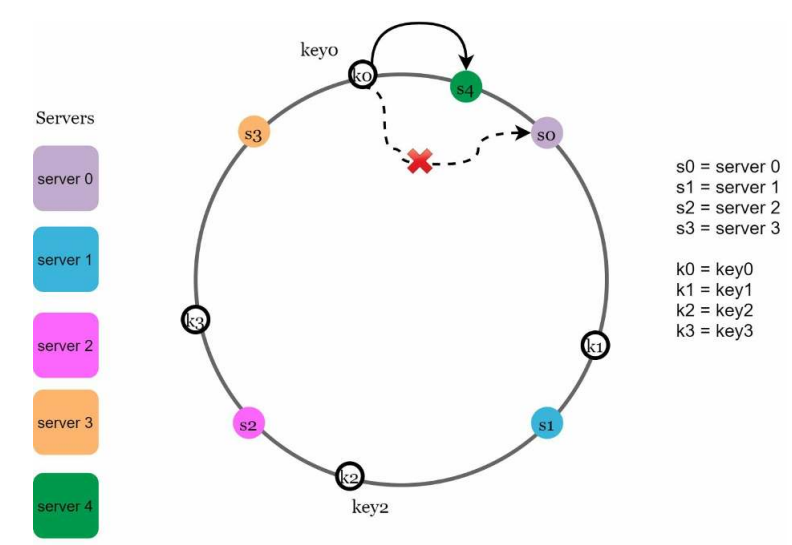 key0
k0
s4
s3
s0
Servers
server 0
server 1
server 2
server 3
server 4
k3
k1
s2
s1
k2
key2
s0 = server 0
s1 = server 1
s2 = server 2
s3 = server 3
k0 = key0
k1 = key1
k2 = key2
k3 = key3